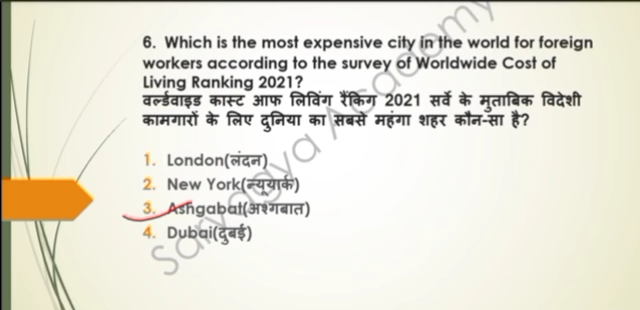 6. Which is the most expensive city in the world for foreign
workers according to the survey of Worldwide Cost of
Living Ranking 2021?
वर्ल्डवाइड कास्ट आफ लिविंग रैंकिग 2021 सर्वे के मुताबिक विदेशी
कामगारों के लिए दुनिया का सबसे महंगा शहर कौन-सा है?
1. London(लंदन)
2. New York(न्यूयार्क)
3. Ashgabat(अश्गबात)
4. Dubai(दुबई)
Academy